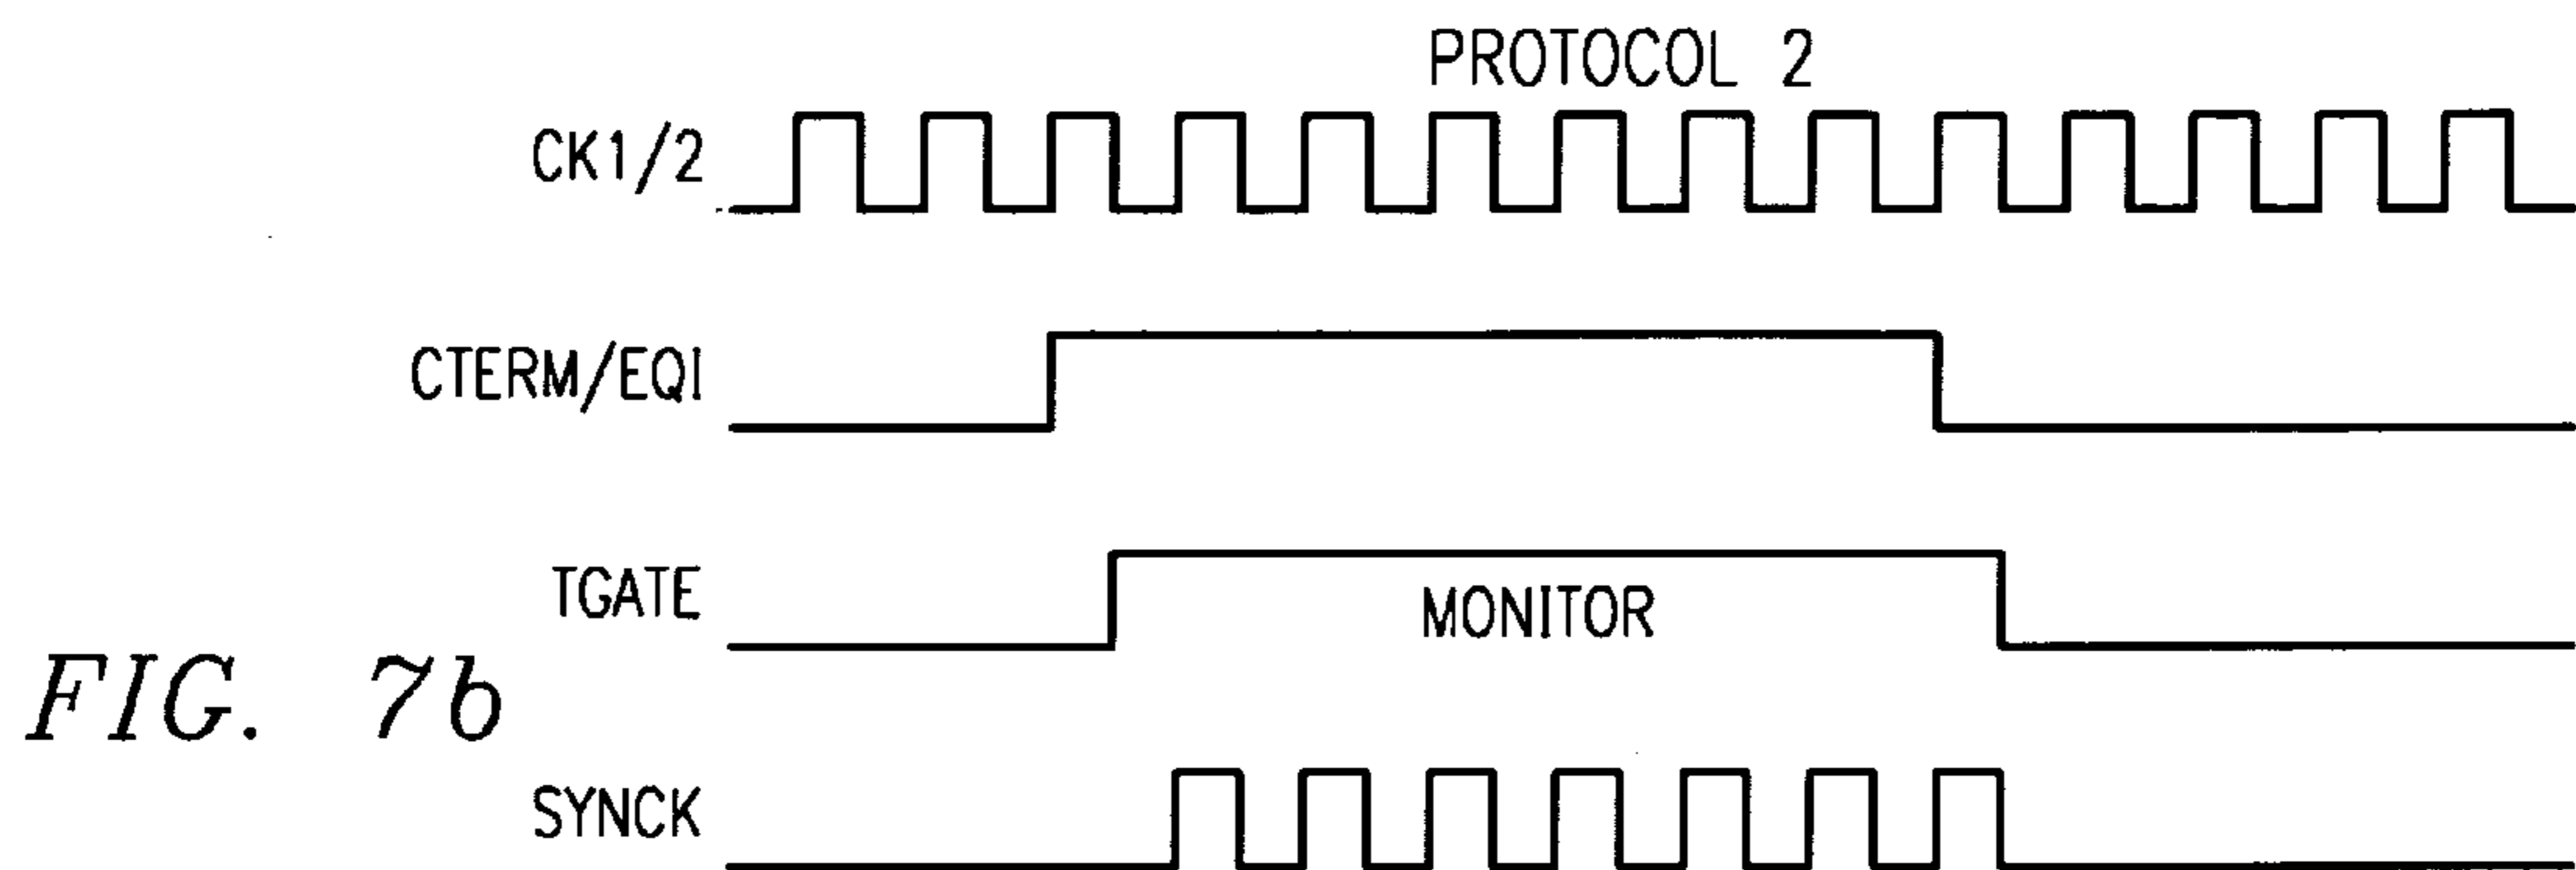 PROTOCOL 2
CK1/2
CTERM/EQI
TGATE
MONITOR
FIG. 7b
SYNCK